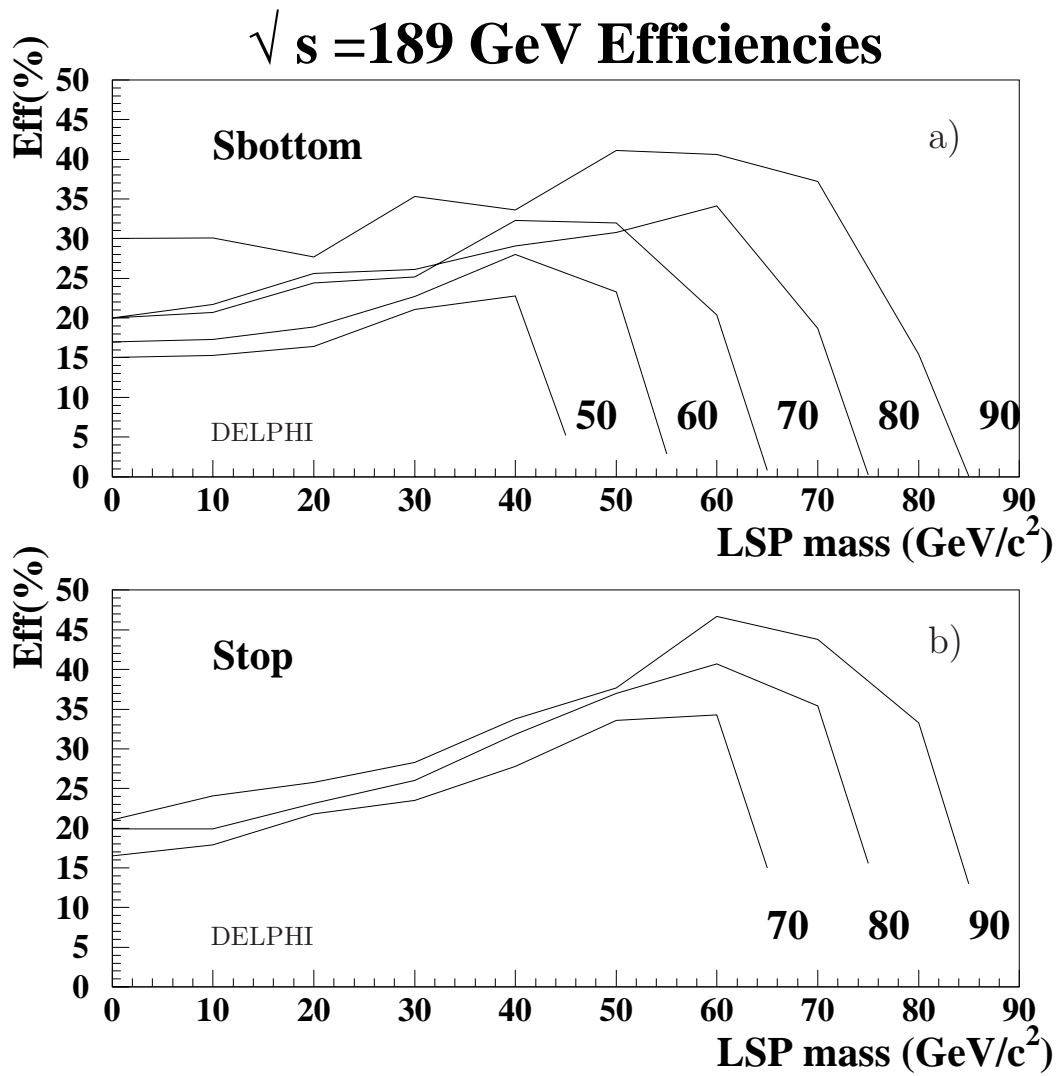 √ s =189 GeV Efficiencies
Eff(%)
50
45
40
35
30
25
20
15
10
5
0
Sbottom
a)
DELPHI
50 60 70 80 90
0 10 20 30 40 50 60 70 80 90
LSP mass (GeV/c²)
Eff(%)
50
45
40
35
30
25
20
15
10
5
0
Stop
b)
DELPHI
70 80 90
0 10 20 30 40 50 60 70 80 90
LSP mass (GeV/c²)